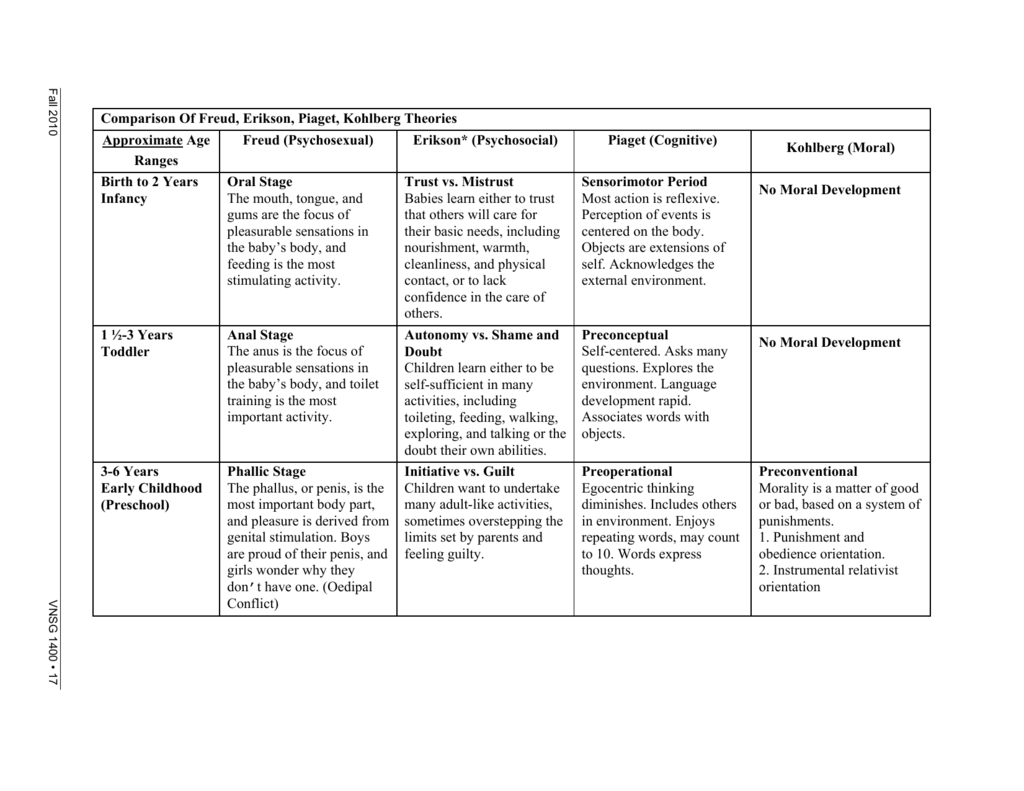 Fall 2010
Comparison Of Freud, Erikson, Piaget, Kohlberg Theories
Approximate Age
Ranges
Freud (Psychosexual)
Erikson* (Psychosocial)
Piaget (Cognitive)
Kohlberg (Moral)
Birth to 2 Years
Infancy
Oral Stage
The mouth, tongue, and
gums are the focus of
pleasurable sensations in
the baby's body, and
feeding is the most
stimulating activity.
Trust vs. Mistrust
Babies learn either to trust
that others will care for
their basic needs, including
nourishment, warmth,
cleanliness, and physical
contact, or to lack
confidence in the care of
others.
Sensorimotor Period
Most action is reflexive.
Perception of events is
centered on the body.
Objects are extensions of
self. Acknowledges the
external environment.
No Moral Development
1 ½-3 Years
Toddler
Anal Stage
The anus is the focus of
pleasurable sensations in
the baby's body, and toilet
training is the most
important activity.
Autonomy vs. Shame and
Doubt
Children learn either to be
self-sufficient in many
activities, including
toileting, feeding, walking,
exploring, and talking or the
doubt their own abilities.
Preconceptual
Self-centered. Asks many
questions. Explores the
environment. Language
development rapid.
Associates words with
objects.
No Moral Development
3-6 Years
Early Childhood
(Preschool)
Phallic Stage
The phallus, or penis, is the
most important body part,
and pleasure is derived from
genital stimulation. Boys
are proud of their penis, and
girls wonder why they
don't have one. (Oedipal
Conflict)
Initiative vs. Guilt
Children want to undertake
many adult-like activities,
sometimes overstepping the
limits set by parents and
feeling guilty.
Preoperational
Egocentric thinking
diminishes. Includes others
in environment. Enjoys
repeating words, may count
to 10. Words express
thoughts.
Preconventional
Morality is a matter of good
or bad, based on a system of
punishments.
1. Punishment and
obedience orientation.
2. Instrumental relativist
orientation
VNSG 1400 • 17